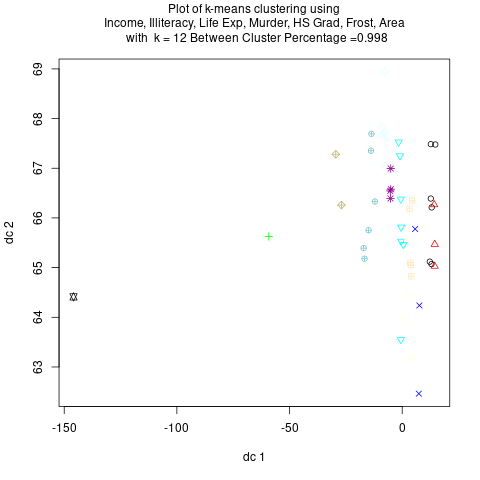 Plot of k-means clustering using
Income, Illiteracy, Life Exp, Murder, HS Grad, Frost, Area
with k = 12 Between Cluster Percentage =0.998
69
68
67
66
65
64
63
dc 2
-150 -100 -50 0
dc 1